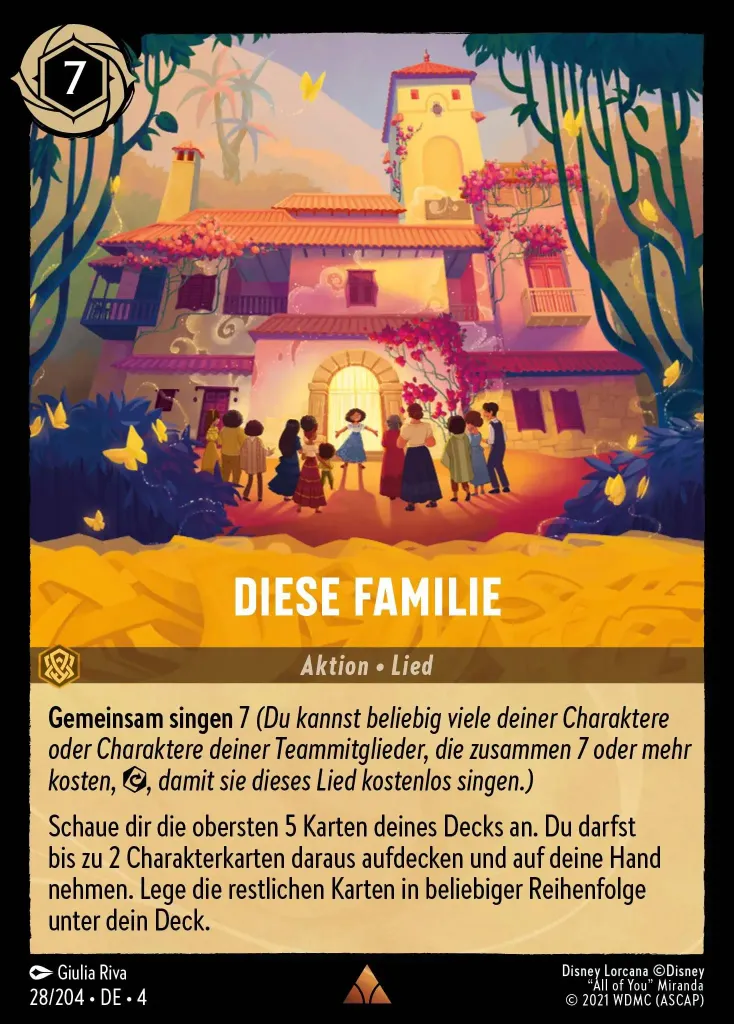 7
DIESE FAMILIE
Aktion • Lied
Gemeinsam singen 7 (Du kannst beliebig viele deiner Charaktere
oder Charaktere deiner Teammitglieder, die zusammen 7 oder mehr
kosten, , damit sie dieses Lied kostenlos singen.)
Schaue dir die obersten 5 Karten deines Decks an. Du darfst
bis zu 2 Charakterkarten daraus aufdecken und auf deine Hand
nehmen. Lege die restlichen Karten in beliebiger Reihenfolge
unter dein Deck.
Giulia Riva
28/204 • DE • 4
Disney Lorcana ©Disney
"All of You" Miranda
© 2021 WDMC (ASCAP)